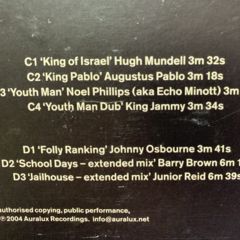 C1 'King of Israel' Hugh Mundell 3m 32s
C2 'King Pablo' Augustus Pablo 3m 18s
3 'Youth Man' Noel Phillips (aka Echo Minott) 3m
C4 'Youth Man Dub' King Jammy 3m 34s
D1 'Folly Ranking' Johnny Osbourne 3m 41s
D2 'School Days – extended mix' Barry Brown 6m 1
D3 'Jailhouse – extended mix' Junior Reid 6m 39s
authorised copying, public performance,
℗2004 Auralux Recordings. info@auralux.net